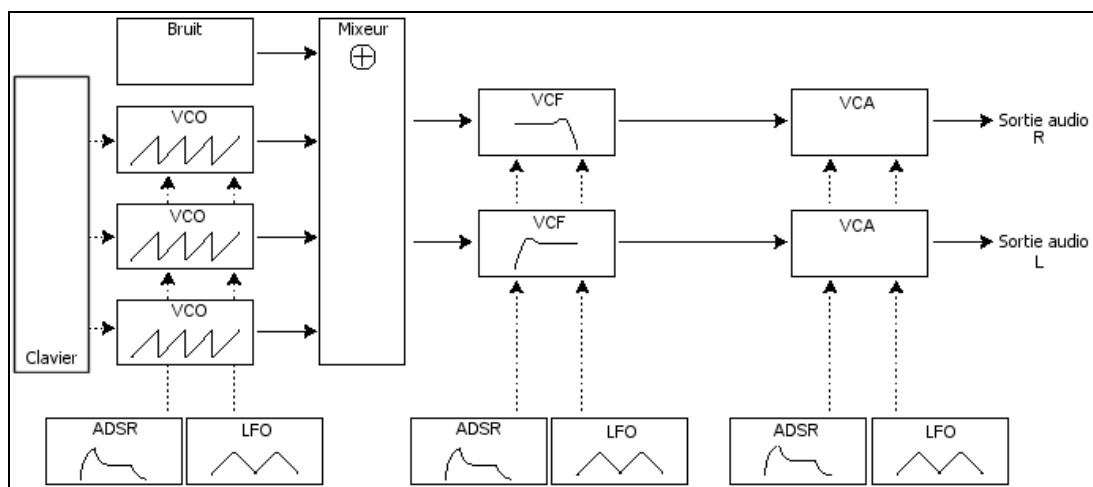 Bruit
Mixeur
VCO
VCF
VCA
Sortie audio
R
VCO
VCF
VCA
Sortie audio
L
VCO
Clavier
ADSR
LFO
ADSR
LFO
ADSR
LFO